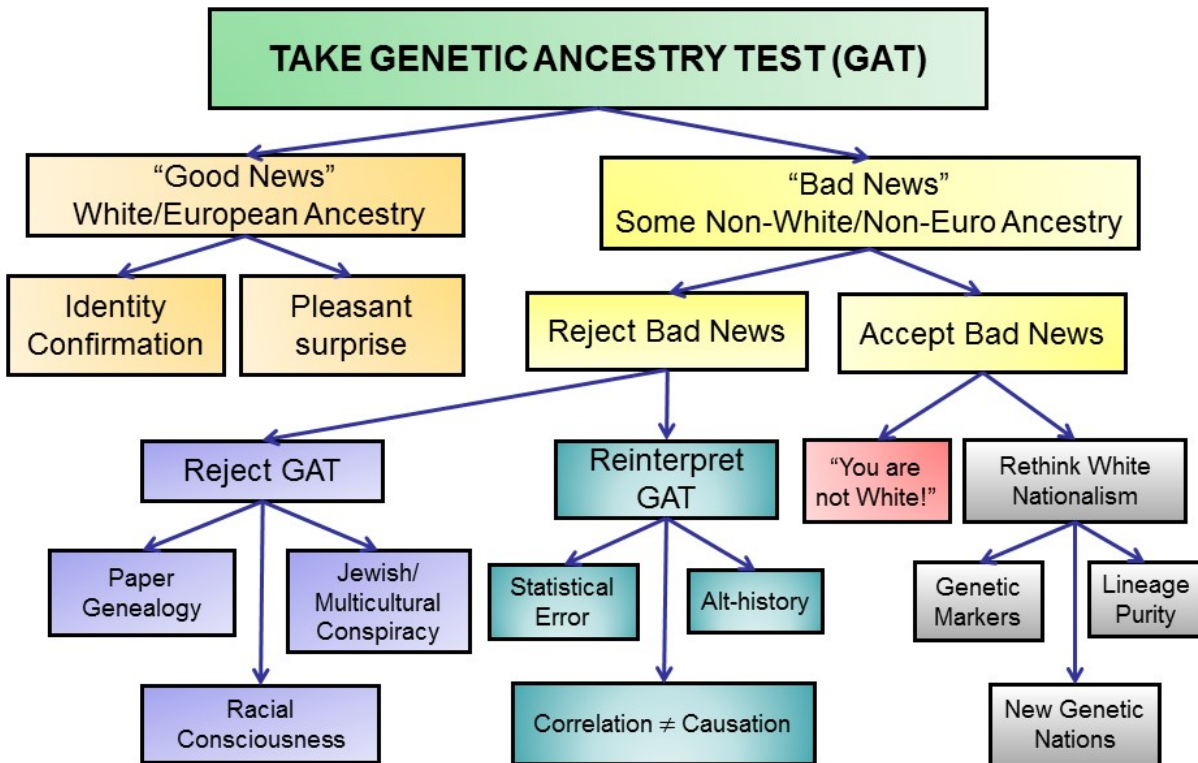 TAKE GENETIC ANCESTRY TEST (GAT)
“Good News”
White/European Ancestry
“Bad News”
Some Non-White/Non-Euro Ancestry
Identity
Confirmation
Pleasant
surprise
Reject Bad News
Accept Bad News
Reject GAT
Reinterpret
GAT
“You are
not White!”
Rethink White
Nationalism
Paper
Genealogy
Jewish/
Multicultural
Conspiracy
Statistical
Error
Alt-history
Genetic
Markers
Lineage
Purity
Racial
Consciousness
Correlation ≠ Causation
New Genetic
Nations